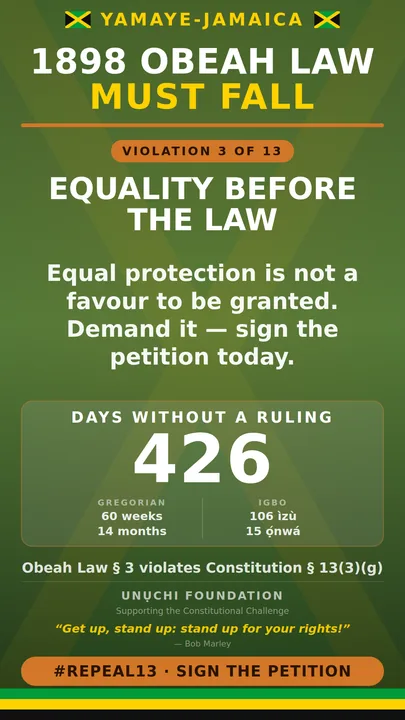 YAMAYE-JAMAICA
1898 OBEAH LAW
MUST FALL
VIOLATION 3 OF 13
EQUALITY BEFORE
THE LAW
Equal protection is not a
favour to be granted.
Demand it — sign the
petition today.
DAYS WITHOUT A RULING
426
GREGORIAN
60 weeks
14 months
IGBO
106 ìzù
15 ọ́nwá
Obeah Law § 3 violates Constitution § 13(3)(g)
UNỤCHI FOUNDATION
Supporting the Constitutional Challenge
“Get up, stand up: stand up for your rights!”
— Bob Marley
#REPEAL13 · SIGN THE PETITION